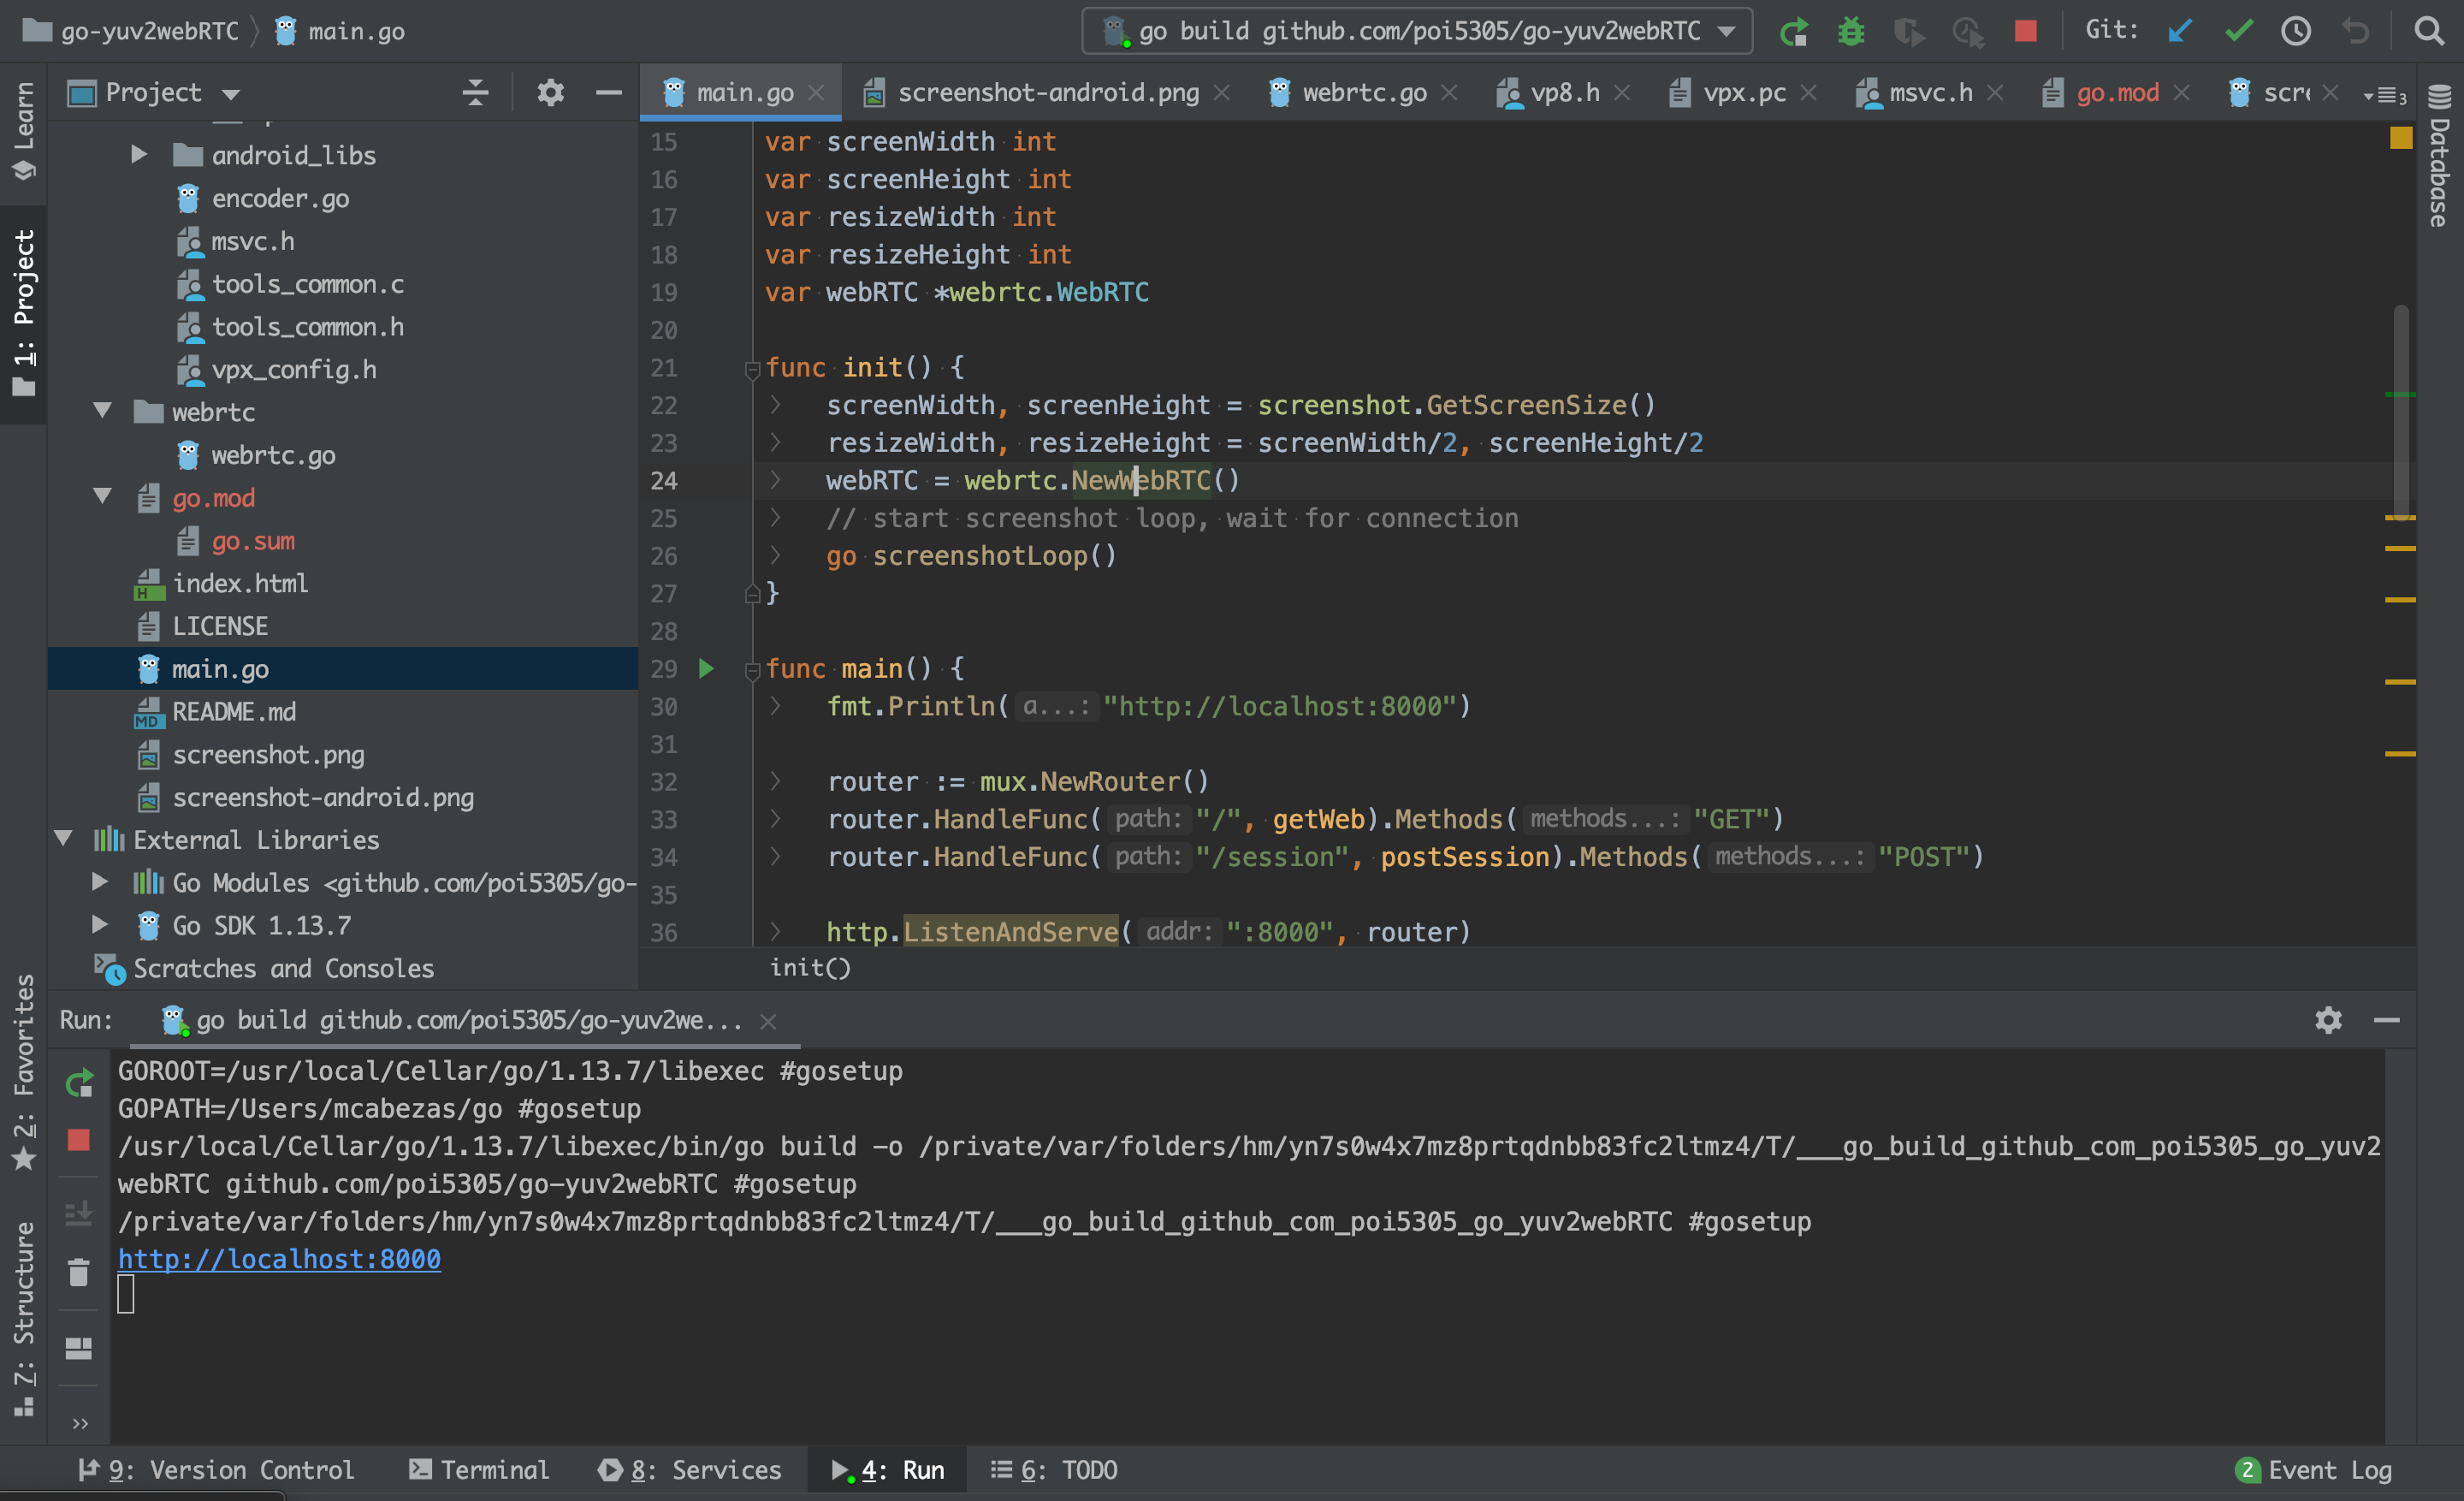 go-yuv2webRTC
main.go
go build github.com/poi5305/go-yuv2webRTC
Git:
Learn
1: Project
2: Favorites
7: Structure
Project
android_libs
encoder.go
msvc.h
tools_common.c
tools_common.h
vpx_config.h
webrtc
webrtc.go
go.mod
go.sum
index.html
LICENSE
main.go
README.md
screenshot.png
screenshot-android.png
External Libraries
Go Modules <github.com/poi5305/go-
Go SDK 1.13.7
Scratches and Consoles
main.go
screenshot-android.png
webrtc.go
vp8.h
vpx.pc
msvc.h
go.mod
scre
3
Database
15 var screenWidth int
16 var screenHeight int
17 var resizeWidth int
18 var resizeHeight int
19 var webRTC *webrtc.WebRTC
20
21 func init() {
22 screenWidth, screenHeight = screenshot.GetScreenSize()
23 resizeWidth, resizeHeight = screenWidth/2, screenHeight/2
24 webRTC = webrtc.NewWebRTC()
25 // start screenshot loop, wait for connection
26 go screenshotLoop()
27 }
28
29 func main() {
30 fmt.Println( a...: "http://localhost:8000")
31
32 router := mux.NewRouter()
33 router.HandleFunc( path: "/", getWeb).Methods( methods...: "GET")
34 router.HandleFunc( path: "/session", postSession).Methods( methods...: "POST")
35
36 http.ListenAndServe( addr: ":8000", router)
init()
Run:
go build github.com/poi5305/go-yuv2we...
GOROOT=/usr/local/Cellar/go/1.13.7/libexec #gosetup
GOPATH=/Users/mcabezas/go #gosetup
/usr/local/Cellar/go/1.13.7/libexec/bin/go build -o /private/var/folders/hm/yn7s0w4x7mz8prtqdnbb83fc2ltmz4/T/___go_build_github_com_poi5305_go_yuv2
webRTC github.com/poi5305/go-yuv2webRTC #gosetup
/private/var/folders/hm/yn7s0w4x7mz8prtqdnbb83fc2ltmz4/T/___go_build_github_com_poi5305_go_yuv2webRTC #gosetup
http://localhost:8000
9: Version Control
Terminal
8: Services
4: Run
6: TODO
2 Event Log